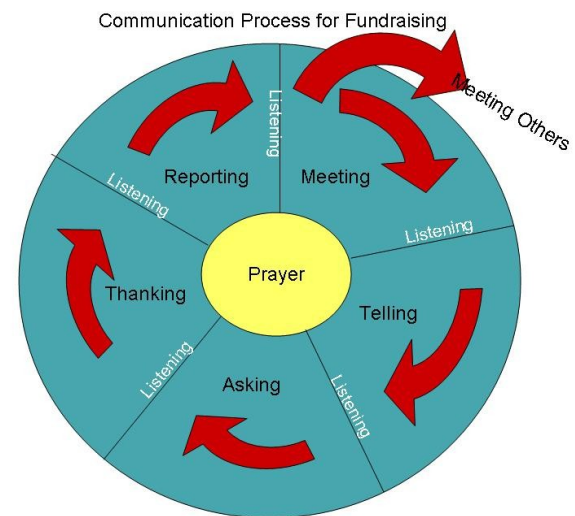 Communication Process for Fundraising
Meeting Others
Listening
Reporting
Meeting
Listening
Listening
Prayer
Thanking
Telling
Listening
Asking
Listening